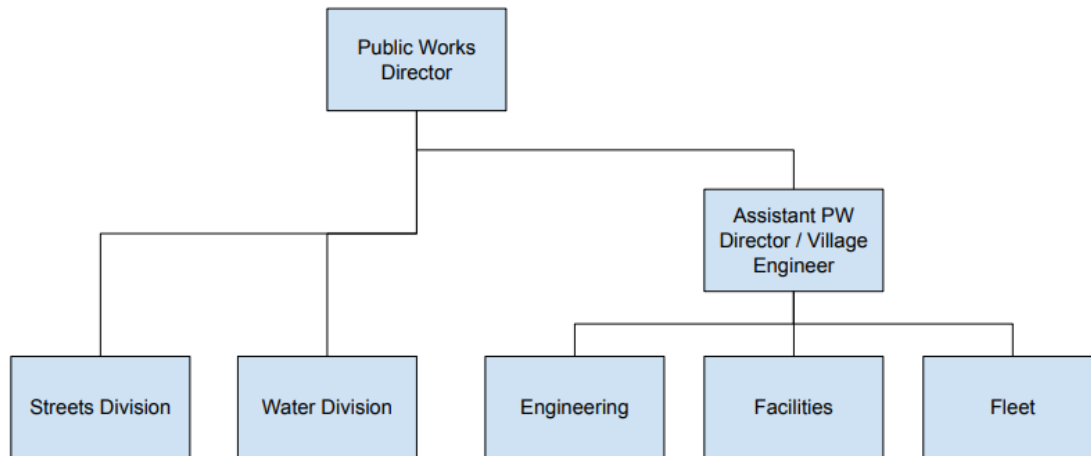 Public Works
Director
Assistant PW
Director / Village
Engineer
Streets Division
Water Division
Engineering
Facilities
Fleet